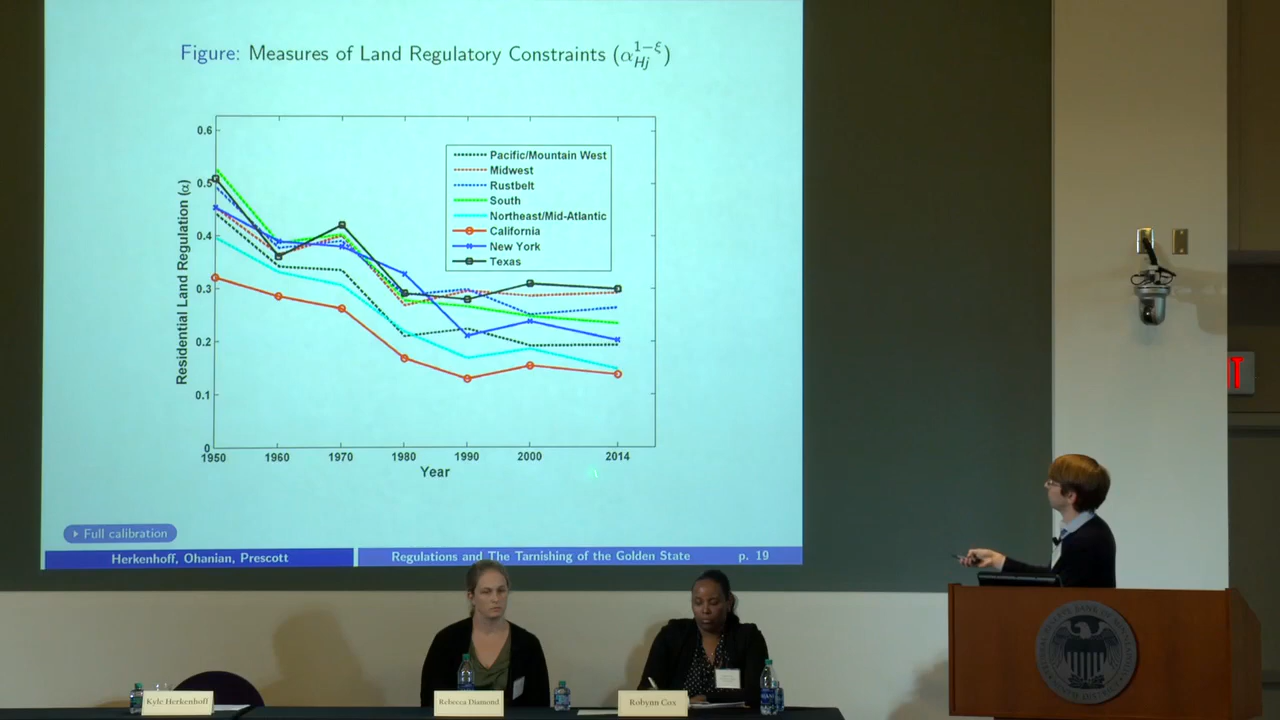 Figure: Measures of Land Regulatory Constraints (α_{Hj}^{1−ξ})
Residential Land Regulation (α)
0.6
0.5
0.4
0.3
0.2
0.1
0
Pacific/Mountain West
Midwest
Rustbelt
South
Northeast/Mid-Atlantic
California
New York
Texas
1950 1960 1970 1980 1990 2000 2014
Year
Full calibration
Herkenhoff, Ohanian, Prescott
Regulations and The Tarnishing of the Golden State
p. 19
IT
Kyle Herkenhoff
Rebecca Diamond
Robynn Cox